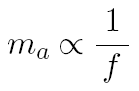 m_a ∝ 1/f